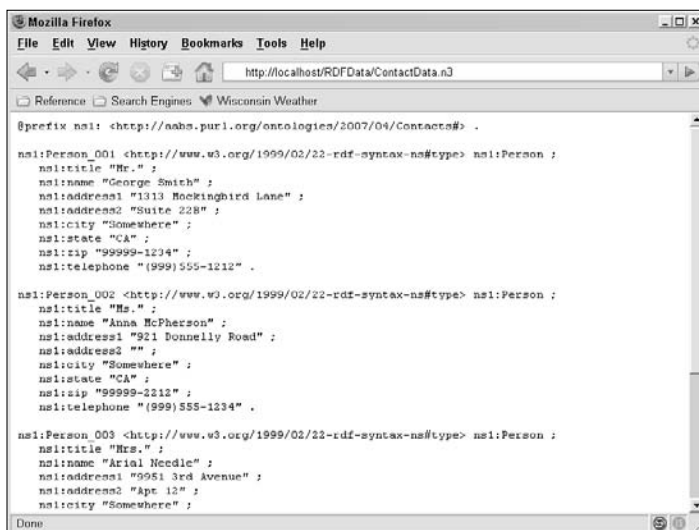 Mozilla Firefox
File Edit View History Bookmarks Tools Help
http://localhost/RDFData/ContactData.n3
Reference Search Engines Wisconsin Weather
@prefix ns1: <http://nabs.purl.org/ontologies/2007/04/Contacts#> .
ns1:Person_001 <http://www.w3.org/1999/02/22-rdf-syntax-ns#type> ns1:Person ;
ns1:title "Mr." ;
ns1:name "George Smith" ;
ns1:address1 "1313 Mockingbird Lane" ;
ns1:address2 "Suite 22B" ;
ns1:city "Somewhere" ;
ns1:state "CA" ;
ns1:zip "99999-1234" ;
ns1:telephone "(999)555-1212" .
ns1:Person_002 <http://www.w3.org/1999/02/22-rdf-syntax-ns#type> ns1:Person ;
ns1:title "Ms." ;
ns1:name "Anna McPherson" ;
ns1:address1 "921 Donnelly Road" ;
ns1:address2 "" ;
ns1:city "Somewhere" ;
ns1:state "CA" ;
ns1:zip "99999-2212" ;
ns1:telephone "(999)555-1234" .
ns1:Person_003 <http://www.w3.org/1999/02/22-rdf-syntax-ns#type> ns1:Person ;
ns1:title "Mrs." ;
ns1:name "Arial Needle" ;
ns1:address1 "9951 3rd Avenue" ;
ns1:address2 "Apt 12" ;
ns1:city "Somewhere" ;
Done